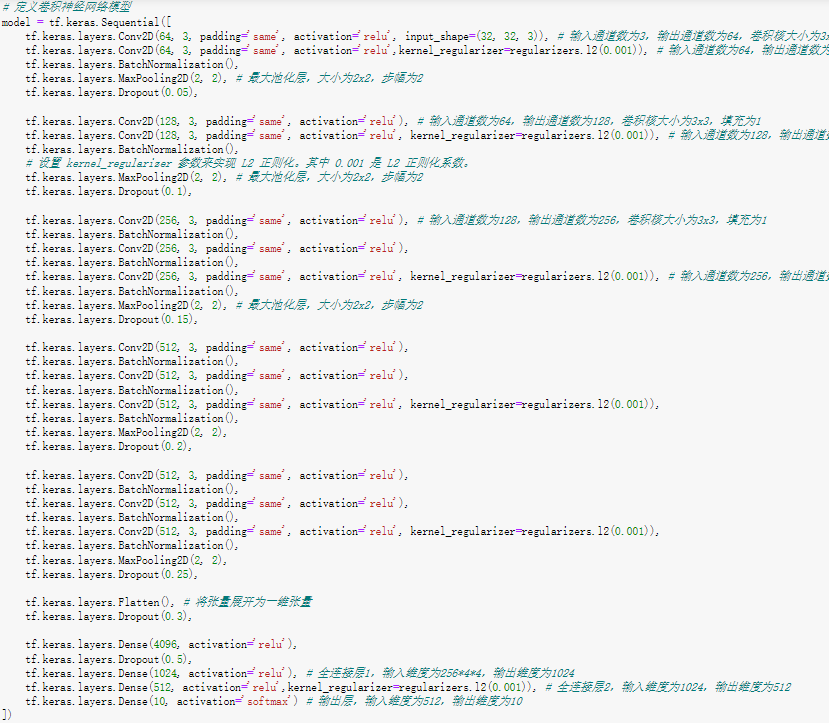 # 定义卷积神经网络模型
model = tf.keras.Sequential([
tf.keras.layers.Conv2D(64, 3, padding='same', activation='relu', input_shape=(32, 32, 3)), # 输入通道数为3，输出通道数为64，卷积核大小为3x
tf.keras.layers.Conv2D(64, 3, padding='same', activation='relu',kernel_regularizer=regularizers.l2(0.001)), # 输入通道数为64，输出通道数为
tf.keras.layers.BatchNormalization(),
tf.keras.layers.MaxPooling2D(2, 2), # 最大池化层，大小为2x2，步幅为2
tf.keras.layers.Dropout(0.05),
tf.keras.layers.Conv2D(128, 3, padding='same', activation='relu'), # 输入通道数为64，输出通道数为128，卷积核大小为3x3，填充为1
tf.keras.layers.Conv2D(128, 3, padding='same', activation='relu', kernel_regularizer=regularizers.l2(0.001)), # 输入通道数为128，输出通道
tf.keras.layers.BatchNormalization(),
# 设置 kernel_regularizer 参数来实现 L2 正则化。其中 0.001 是 L2 正则化系数。
tf.keras.layers.MaxPooling2D(2, 2), # 最大池化层，大小为2x2，步幅为2
tf.keras.layers.Dropout(0.1),
tf.keras.layers.Conv2D(256, 3, padding='same', activation='relu'), # 输入通道数为128，输出通道数为256，卷积核大小为3x3，填充为1
tf.keras.layers.BatchNormalization(),
tf.keras.layers.Conv2D(256, 3, padding='same', activation='relu'),
tf.keras.layers.BatchNormalization(),
tf.keras.layers.Conv2D(256, 3, padding='same', activation='relu', kernel_regularizer=regularizers.l2(0.001)), # 输入通道数为256，输出通道
tf.keras.layers.BatchNormalization(),
tf.keras.layers.MaxPooling2D(2, 2), # 最大池化层，大小为2x2，步幅为2
tf.keras.layers.Dropout(0.15),
tf.keras.layers.Conv2D(512, 3, padding='same', activation='relu'),
tf.keras.layers.BatchNormalization(),
tf.keras.layers.Conv2D(512, 3, padding='same', activation='relu'),
tf.keras.layers.BatchNormalization(),
tf.keras.layers.Conv2D(512, 3, padding='same', activation='relu', kernel_regularizer=regularizers.l2(0.001)),
tf.keras.layers.BatchNormalization(),
tf.keras.layers.MaxPooling2D(2, 2),
tf.keras.layers.Dropout(0.2),
tf.keras.layers.Conv2D(512, 3, padding='same', activation='relu'),
tf.keras.layers.BatchNormalization(),
tf.keras.layers.Conv2D(512, 3, padding='same', activation='relu'),
tf.keras.layers.BatchNormalization(),
tf.keras.layers.Conv2D(512, 3, padding='same', activation='relu', kernel_regularizer=regularizers.l2(0.001)),
tf.keras.layers.BatchNormalization(),
tf.keras.layers.MaxPooling2D(2, 2),
tf.keras.layers.Dropout(0.25),
tf.keras.layers.Flatten(), # 将张量展开为一维张量
tf.keras.layers.Dropout(0.3),
tf.keras.layers.Dense(4096, activation='relu'),
tf.keras.layers.Dropout(0.5),
tf.keras.layers.Dense(1024, activation='relu'), # 全连接层1，输入维度为256*4*4，输出维度为1024
tf.keras.layers.Dense(512, activation='relu',kernel_regularizer=regularizers.l2(0.001)), # 全连接层2，输入维度为1024，输出维度为512
tf.keras.layers.Dense(10, activation='softmax') # 输出层，输入维度为512，输出维度为10
])